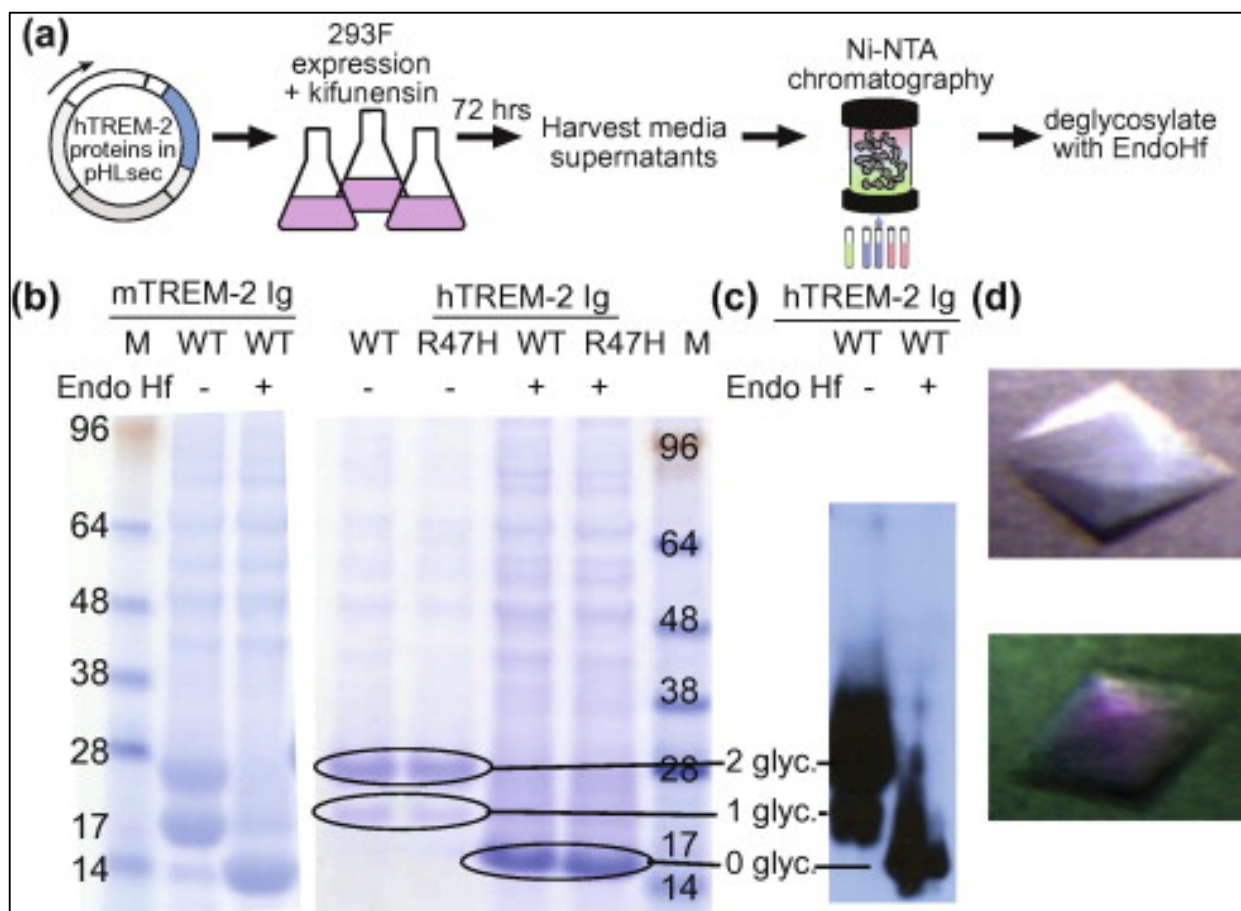 (a)
hTREM-2
proteins in
pHLsec
293F
expression
+ kifunensin
72 hrs
Harvest media
supernatants
Ni-NTA
chromatography
deglycosylate
with EndoHf
(b)
mTREM-2 Ig
M WT WT
Endo Hf - +
96
64
48
38
28
17
14
hTREM-2 Ig
WT R47H WT R47H M
- - + +
96
64
48
38
28
17
14
2 glyc.
1 glyc.
0 glyc.
(c)
hTREM-2 Ig
WT WT
Endo Hf - +
(d)